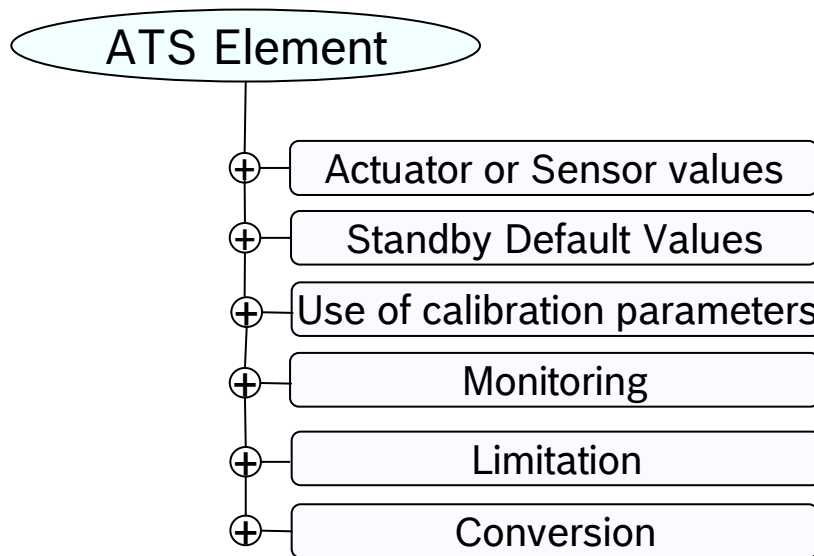 ATS Element
Actuator or Sensor values
Standby Default Values
Use of calibration parameters
Monitoring
Limitation
Conversion